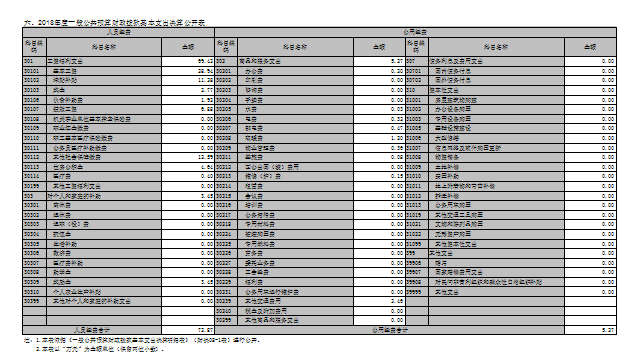 六、2018年度一般公共预算财政拨款基本支出决算公开表
人员经费 公用经费
科目编码 科目名称 金额 科目编码 科目名称 金额 科目编码 科目名称 金额
301 工资福利支出 69.42 302 商品和服务支出 5.37 307 债务利息及费用支出 0.00
30101 基本工资 28.94 30201 办公费 0.20 30701 国内债务付息 0.00
30102 津贴补贴 11.28 30202 印刷费 0.00 30702 国外债务付息 0.00
30103 奖金 2.77 30203 咨询费 0.00 310 资本性支出 0.00
30106 伙食补助费 1.92 30204 手续费 0.00 31001 房屋建筑物购建 0.00
30107 绩效工资 6.88 30205 水费 0.03 31002 办公设备购置 0.00
30108 机关事业单位基本养老保险费 0.00 30206 电费 0.32 31003 专用设备购置 0.00
30109 职业年金缴费 0.00 30207 邮电费 0.47 31005 基础设施建设 0.00
30110 职工基本医疗保险缴费 0.00 30208 取暖费 1.20 31006 大型修缮 0.00
30111 公务员医疗补助缴费 0.00 30209 物业管理费 0.36 31007 信息网络及软件购置更新 0.00
30112 其他社会保障缴费 12.59 30211 差旅费 0.08 31008 物资储备 0.00
30113 住房公积金 4.64 30212 因公出国（境）费用 0.00 31009 土地补偿 0.00
30114 医疗费 0.40 30213 维修（护）费 0.15 31010 安置补助 0.00
30199 其他工资福利支出 0.00 30214 租赁费 0.00 31011 地上附着物和青苗补偿 0.00
303 对个人和家庭的补助 3.45 30215 会议费 0.00 31012 拆迁补偿 0.00
30301 离休费 0.00 30216 培训费 0.00 31013 公务用车购置 0.00
30302 退休费 0.00 30217 公务接待费 0.00 31019 其他交通工具购置 0.00
30303 退职（役）费 0.00 30218 专用材料费 0.00 31021 文物和陈列品购置 0.00
30304 抚恤金 0.00 30224 被装购置费 0.00 31022 无形资产购置 0.00
30305 生活补助 0.00 30225 专用燃料费 0.00 31099 其他资本性支出 0.00
30306 救济费 0.00 30226 劳务费 0.00 399 其他支出 0.00
30307 医疗费补助 0.00 30227 委托业务费 0.00 39906 赠与 0.00
30308 助学金 0.00 30228 工会经费 0.00 39907 国家赔偿费用支出 0.00
30309 奖励金 3.45 30229 福利费 0.00 39908 对民间非营利组织和群众性自治组织补贴 0.00
30310 个人农业生产补贴 0.00 30231 公务用车运行维护费 0.00 39999 其他支出 0.00
30399 其他对个人和家庭的补助支出 0.00 30239 其他交通费用 2.46
30240 税金及附加费用 0.00
30299 其他商品和服务支出 0.00
人员经费合计 72.87 公用经费合计 5.37
注：1.本表依据《一般公共预算财政拨款基本支出决算明细表》（财决08-1表）进行公开。
2.本表以“万元”为金额单位（保留两位小数）。